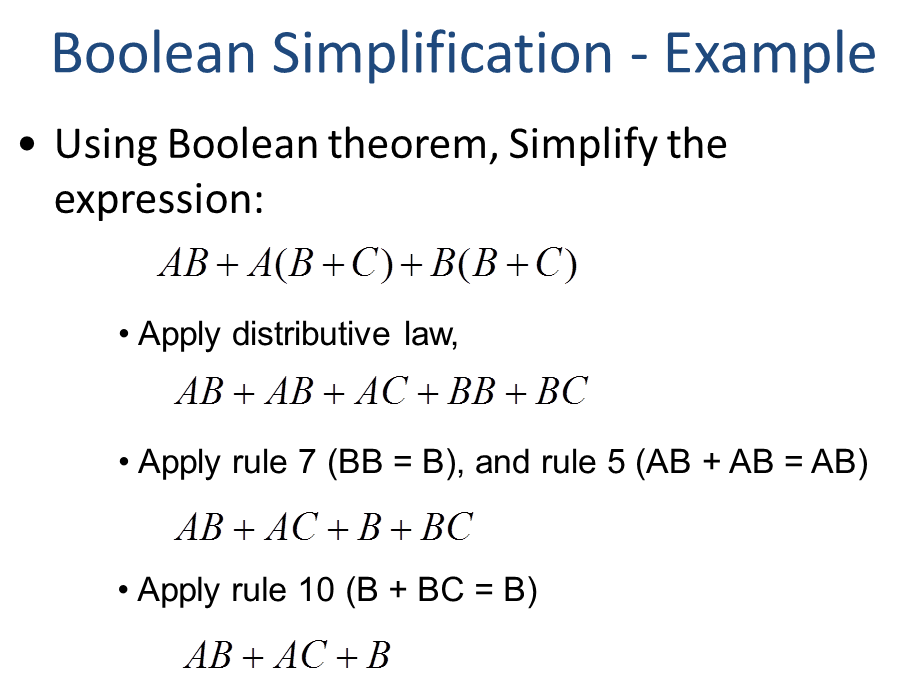 Boolean Simplification - Example
• Using Boolean theorem, Simplify the
expression:
AB + A(B + C) + B(B + C)
• Apply distributive law,
AB + AB + AC + BB + BC
• Apply rule 7 (BB = B), and rule 5 (AB + AB = AB)
AB + AC + B + BC
• Apply rule 10 (B + BC = B)
AB + AC + B